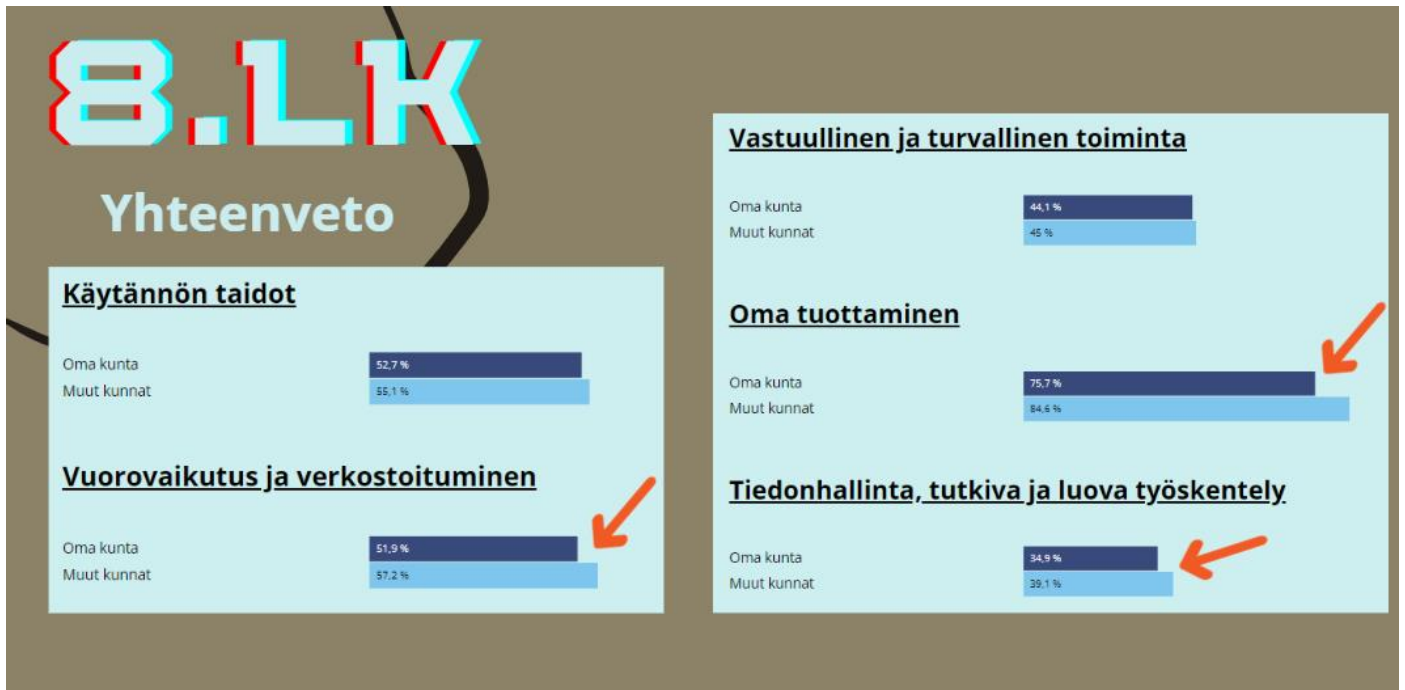 8.LK
Yhteenveto
Käytännön taidot
Oma kunta 52,7 %
Muut kunnat 55,1 %
Vuorovaikutus ja verkostoituminen
Oma kunta 51,9 %
Muut kunnat 57,2 %
Vastuullinen ja turvallinen toiminta
Oma kunta 44,1 %
Muut kunnat 45 %
Oma tuottaminen
Oma kunta 75,7 %
Muut kunnat 84,6 %
Tiedonhallinta, tutkiva ja luova työskentely
Oma kunta 34,9 %
Muut kunnat 39,1 %